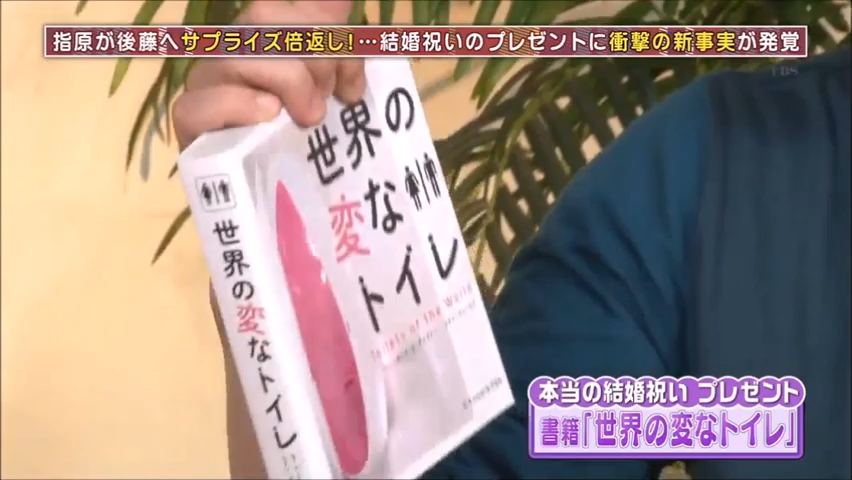 指原が後藤へサプライズ倍返し!…結婚祝いのプレゼントに衝撃の新事実が発覚
TBS
世界の
変な
トイレ
Toilets of the World
世界の変なトイレ
本当の結婚祝い プレゼント
書籍「世界の変なトイレ」